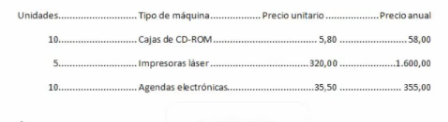 Unidades........................Tipo de máquina................Precio unitario.................Precio anual
10........................Cajas de CD-ROM.................................5,80.....................58,00
5........................Impresoras láser...............................320,00..................1.600,00
10........................Agendas electrónicas...........................35,50.....................355,00